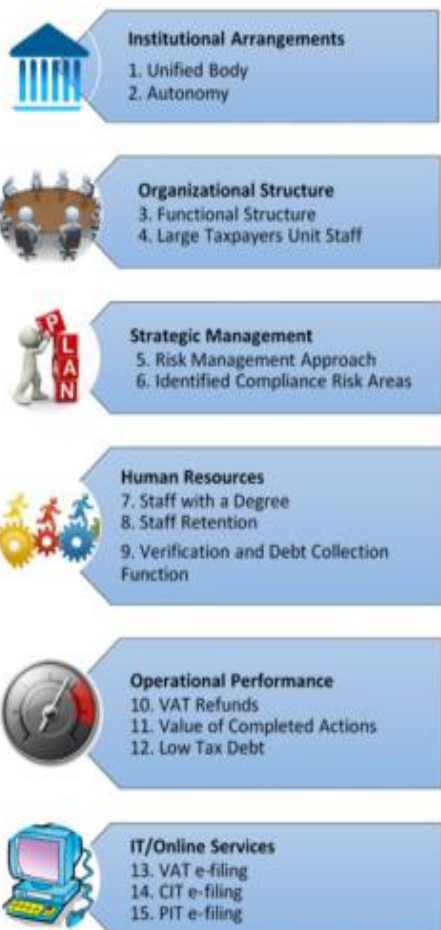 Institutional Arrangements
1. Unified Body
2. Autonomy
Organizational Structure
3. Functional Structure
4. Large Taxpayers Unit Staff
PLAN
Strategic Management
5. Risk Management Approach
6. Identified Compliance Risk Areas
Human Resources
7. Staff with a Degree
8. Staff Retention
9. Verification and Debt Collection
Function
Operational Performance
10. VAT Refunds
11. Value of Completed Actions
12. Low Tax Debt
IT/Online Services
13. VAT e-filing
14. CIT e-filing
15. PIT e-filing